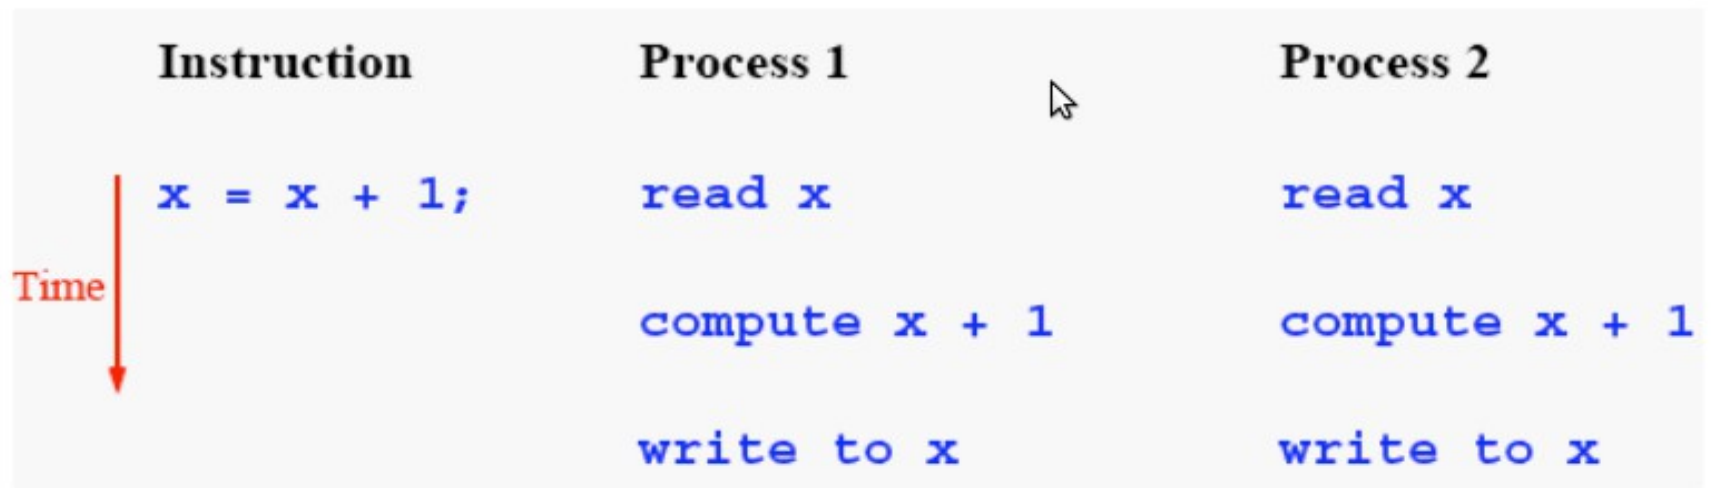 Instruction Process 1 Process 2
x = x + 1; read x read x
Time
compute x + 1 compute x + 1
write to x write to x